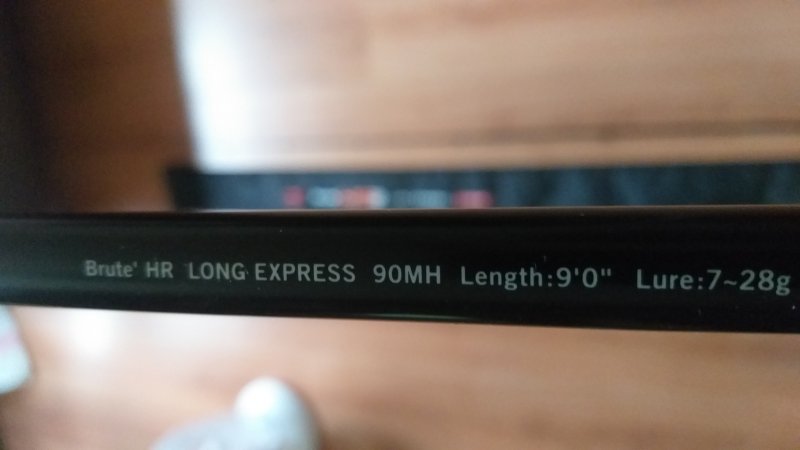 Brute' HR LONG EXPRESS 90MH Length:9'0" Lure:7~28g